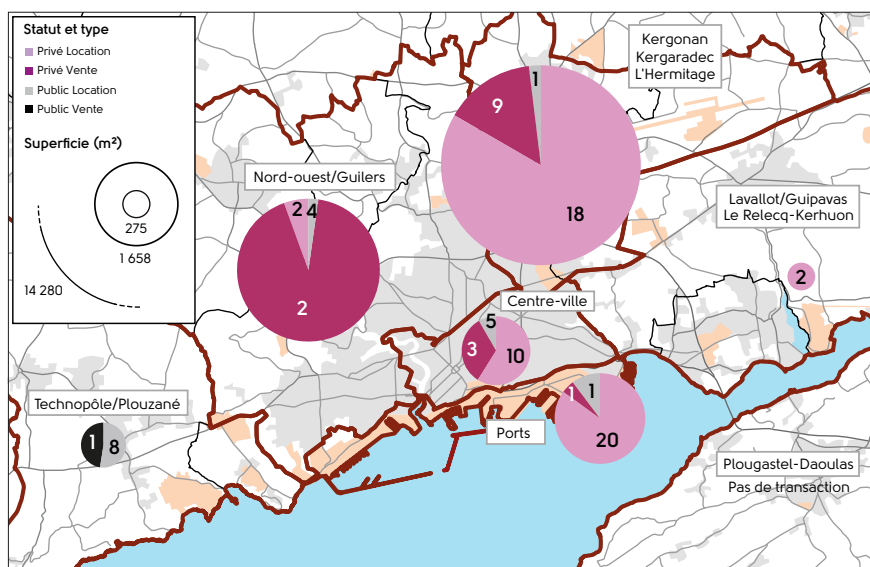 Statut et type
Privé Location
Privé Vente
Public Location
Public Vente
Superficie (m²)
275
1 658
14 280
Kergonan
Kergaradec
L'Hermitage
1
9
18
Nord-ouest/Guilers
2
4
2
Lavallot/Guipavas
Le Relecq-Kerhuon
2
Centre-ville
5
3
10
Technopôle/Plouzané
1
8
Ports
1
1
20
Plougastel-Daoulas
Pas de transaction